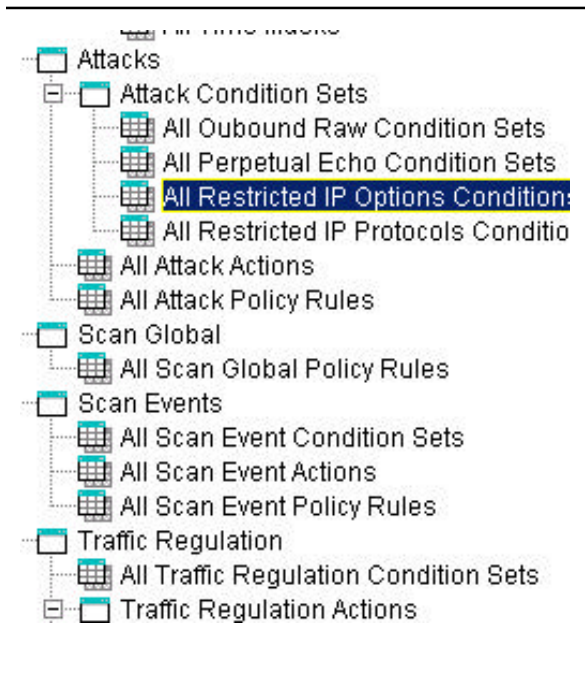 Attacks
Attack Condition Sets
All Oubound Raw Condition Sets
All Perpetual Echo Condition Sets
All Restricted IP Options Conditions
All Restricted IP Protocols Conditio
All Attack Actions
All Attack Policy Rules
Scan Global
All Scan Global Policy Rules
Scan Events
All Scan Event Condition Sets
All Scan Event Actions
All Scan Event Policy Rules
Traffic Regulation
All Traffic Regulation Condition Sets
Traffic Regulation Actions